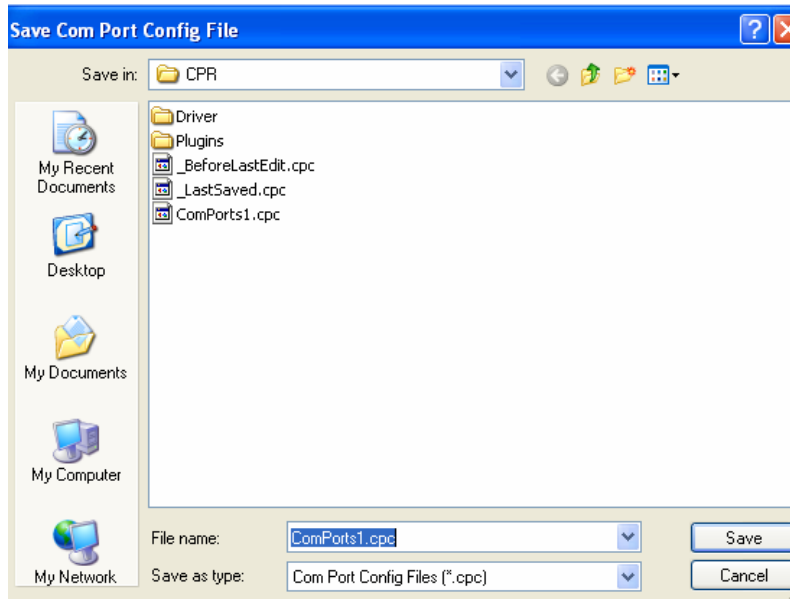 Save Com Port Config File
Save in:
CPR
My Recent
Documents
Desktop
My Documents
My Computer
My Network
Driver
Plugins
_BeforeLastEdit.cpc
_LastSaved.cpc
ComPorts1.cpc
File name:
ComPorts1.cpc
Save
Save as type:
Com Port Config Files (*.cpc)
Cancel